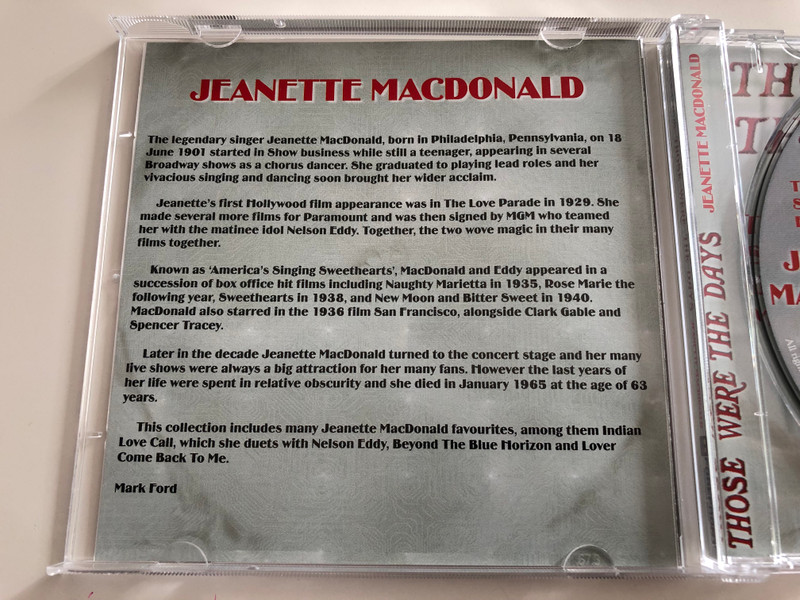 JEANETTE MACDONALD
The legendary singer Jeanette MacDonald, born in Philadelphia, Pennsylvania, on 18
June 1901 started in Show business while still a teenager, appearing in several
Broadway shows as a chorus dancer. She graduated to playing lead roles and her
vivacious singing and dancing soon brought her wider acclaim.
Jeanette's first Hollywood film appearance was in The Love Parade in 1929. She
made several more films for Paramount and was then signed by MGM who teamed
her with the matinee idol Nelson Eddy. Together, the two wove magic in their many
films together.
Known as 'America's Singing Sweethearts', MacDonald and Eddy appeared in a
succession of box office hit films including Naughty Marietta in 1935, Rose Marie the
following year, Sweethearts in 1938, and New Moon and Bitter Sweet in 1940.
MacDonald also starred in the 1936 film San Francisco, alongside Clark Gable and
Spencer Tracey.
Later in the decade Jeanette MacDonald turned to the concert stage and her many
live shows were always a big attraction for her many fans. However the last years of
her life were spent in relative obscurity and she died in January 1965 at the age of 63
years.
This collection includes many Jeanette MacDonald favourites, among them Indian
Love Call, which she duets with Nelson Eddy, Beyond The Blue Horizon and Lover
Come Back To Me.
Mark Ford
THOSE WERE THE DAYS JEANETTE MACDONALD